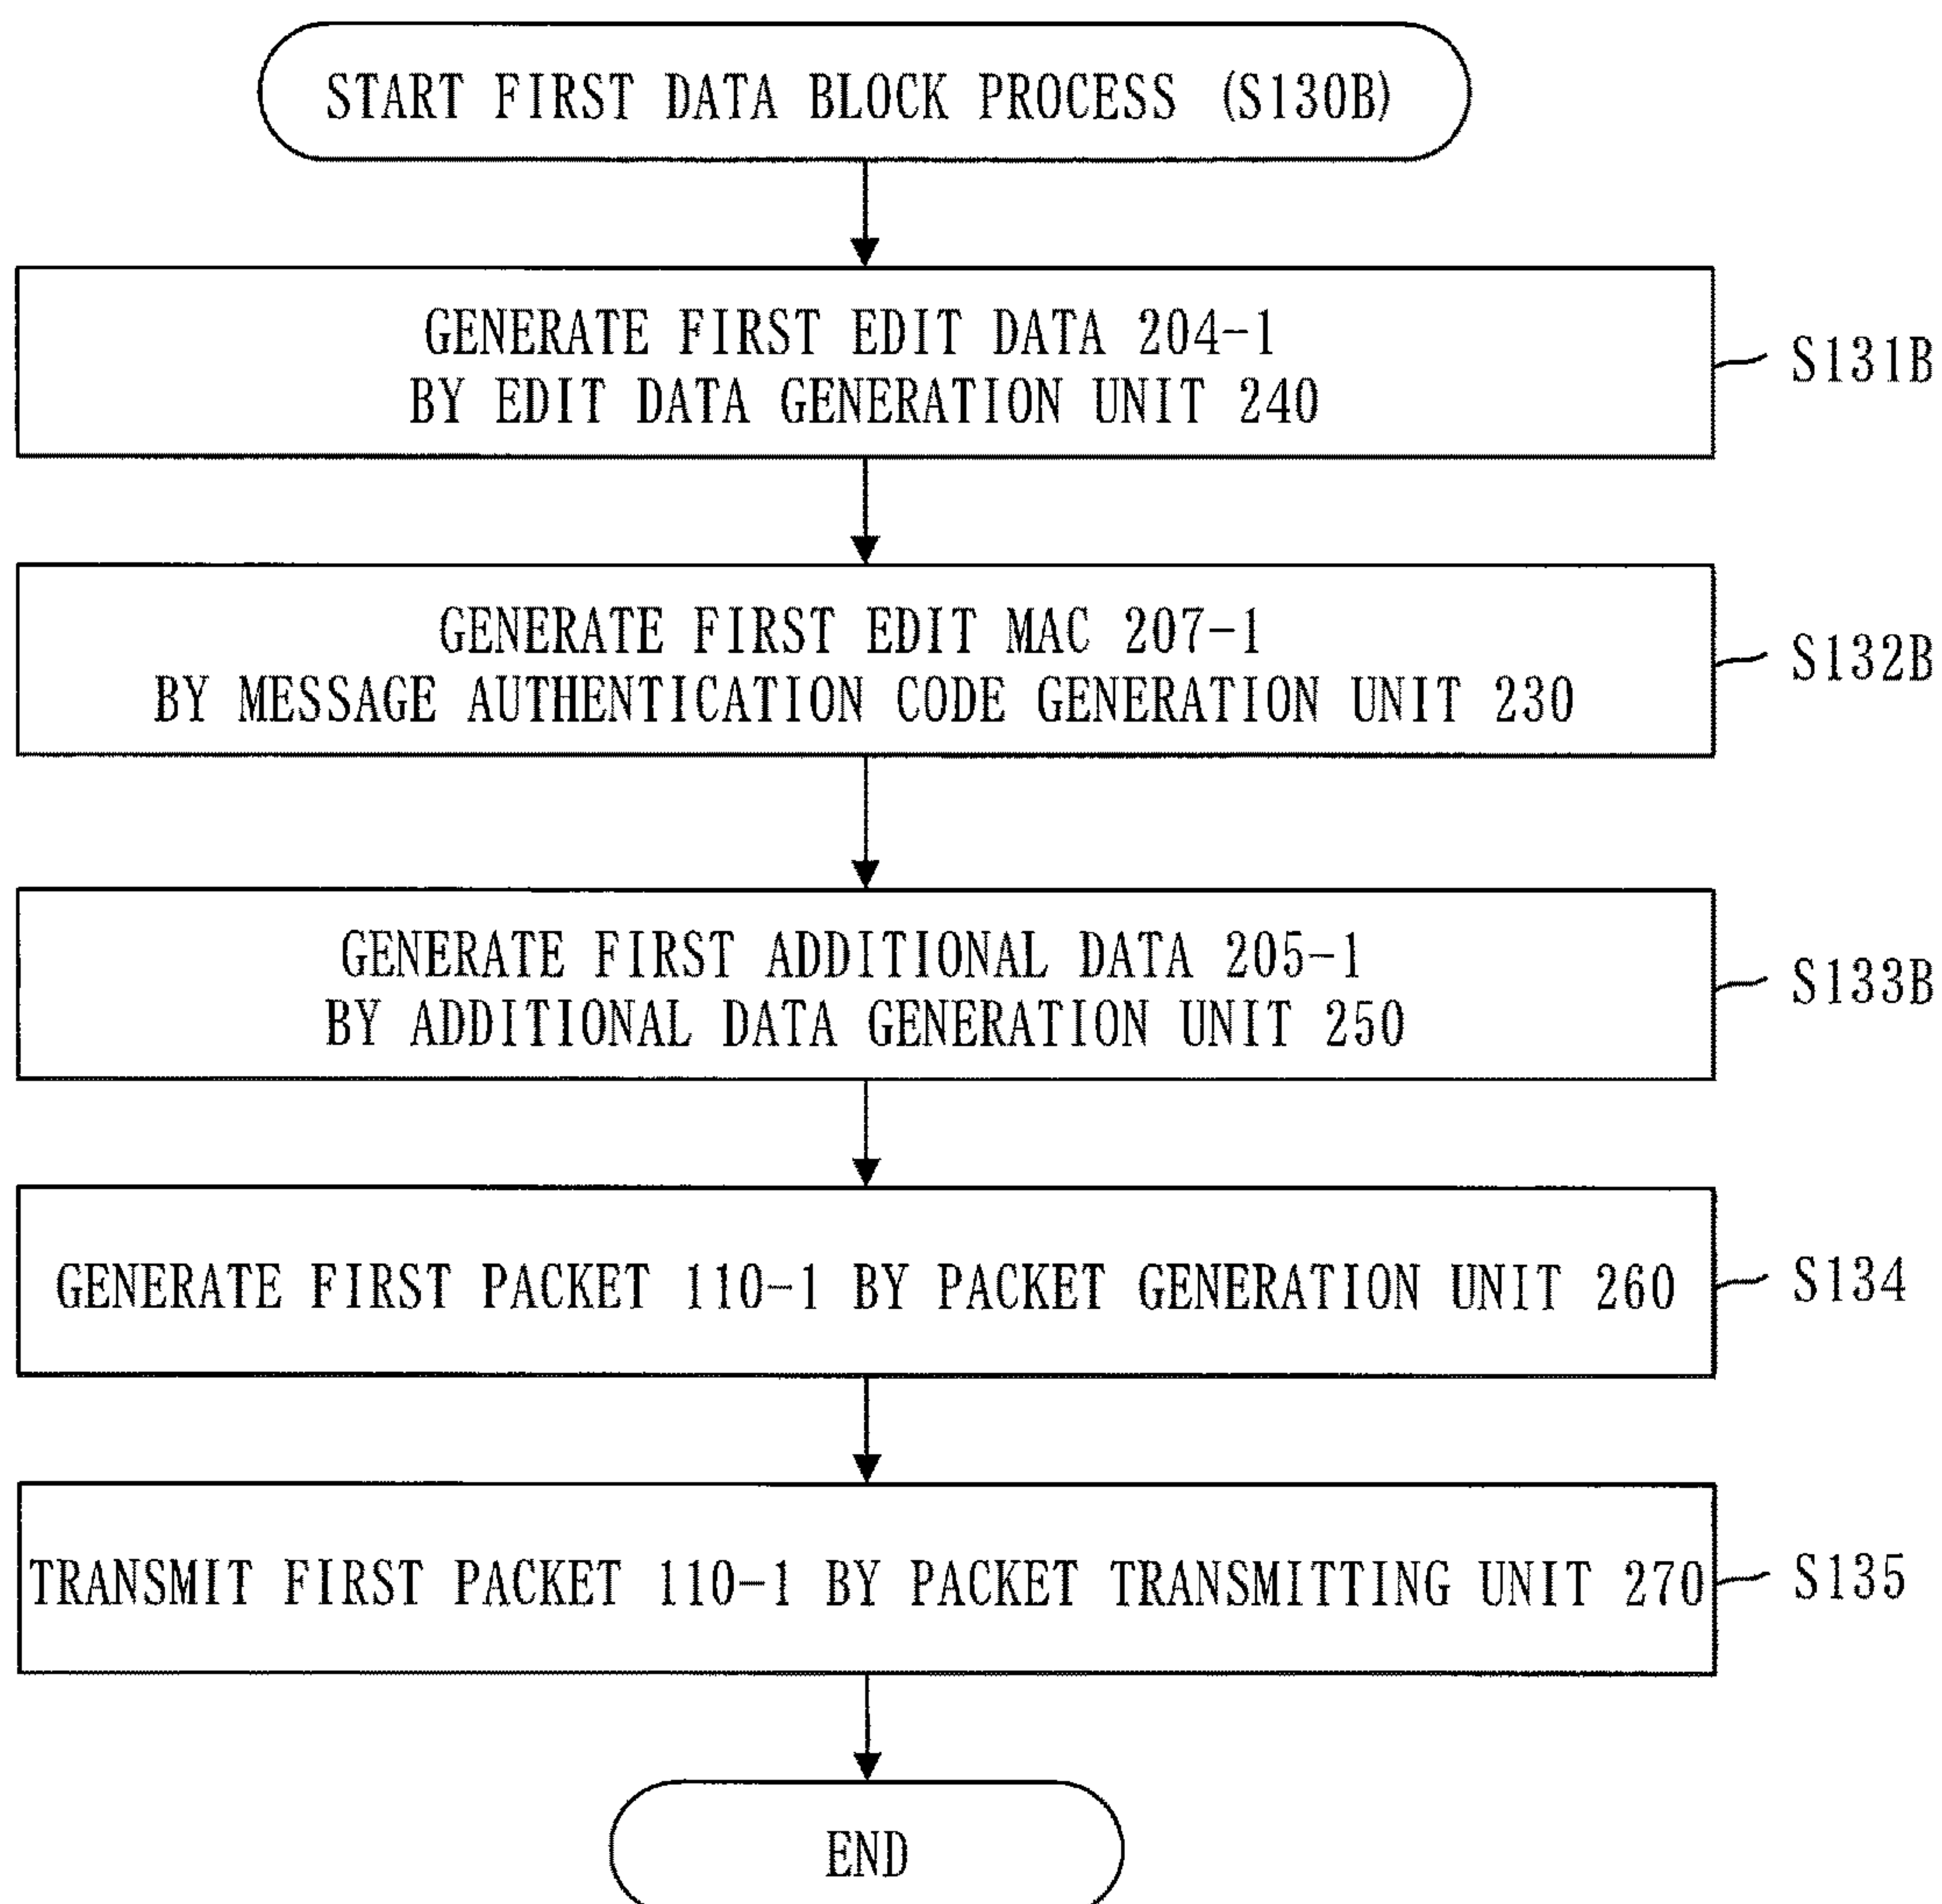 START FIRST DATA BLOCK PROCESS (S130B)
GENERATE FIRST EDIT DATA 204-1
BY EDIT DATA GENERATION UNIT 240
S131B
GENERATE FIRST EDIT MAC 207-1
BY MESSAGE AUTHENTICATION CODE GENERATION UNIT 230
S132B
GENERATE FIRST ADDITIONAL DATA 205-1
BY ADDITIONAL DATA GENERATION UNIT 250
S133B
GENERATE FIRST PACKET 110-1 BY PACKET GENERATION UNIT 260
S134
TRANSMIT FIRST PACKET 110-1 BY PACKET TRANSMITTING UNIT 270
S135
END